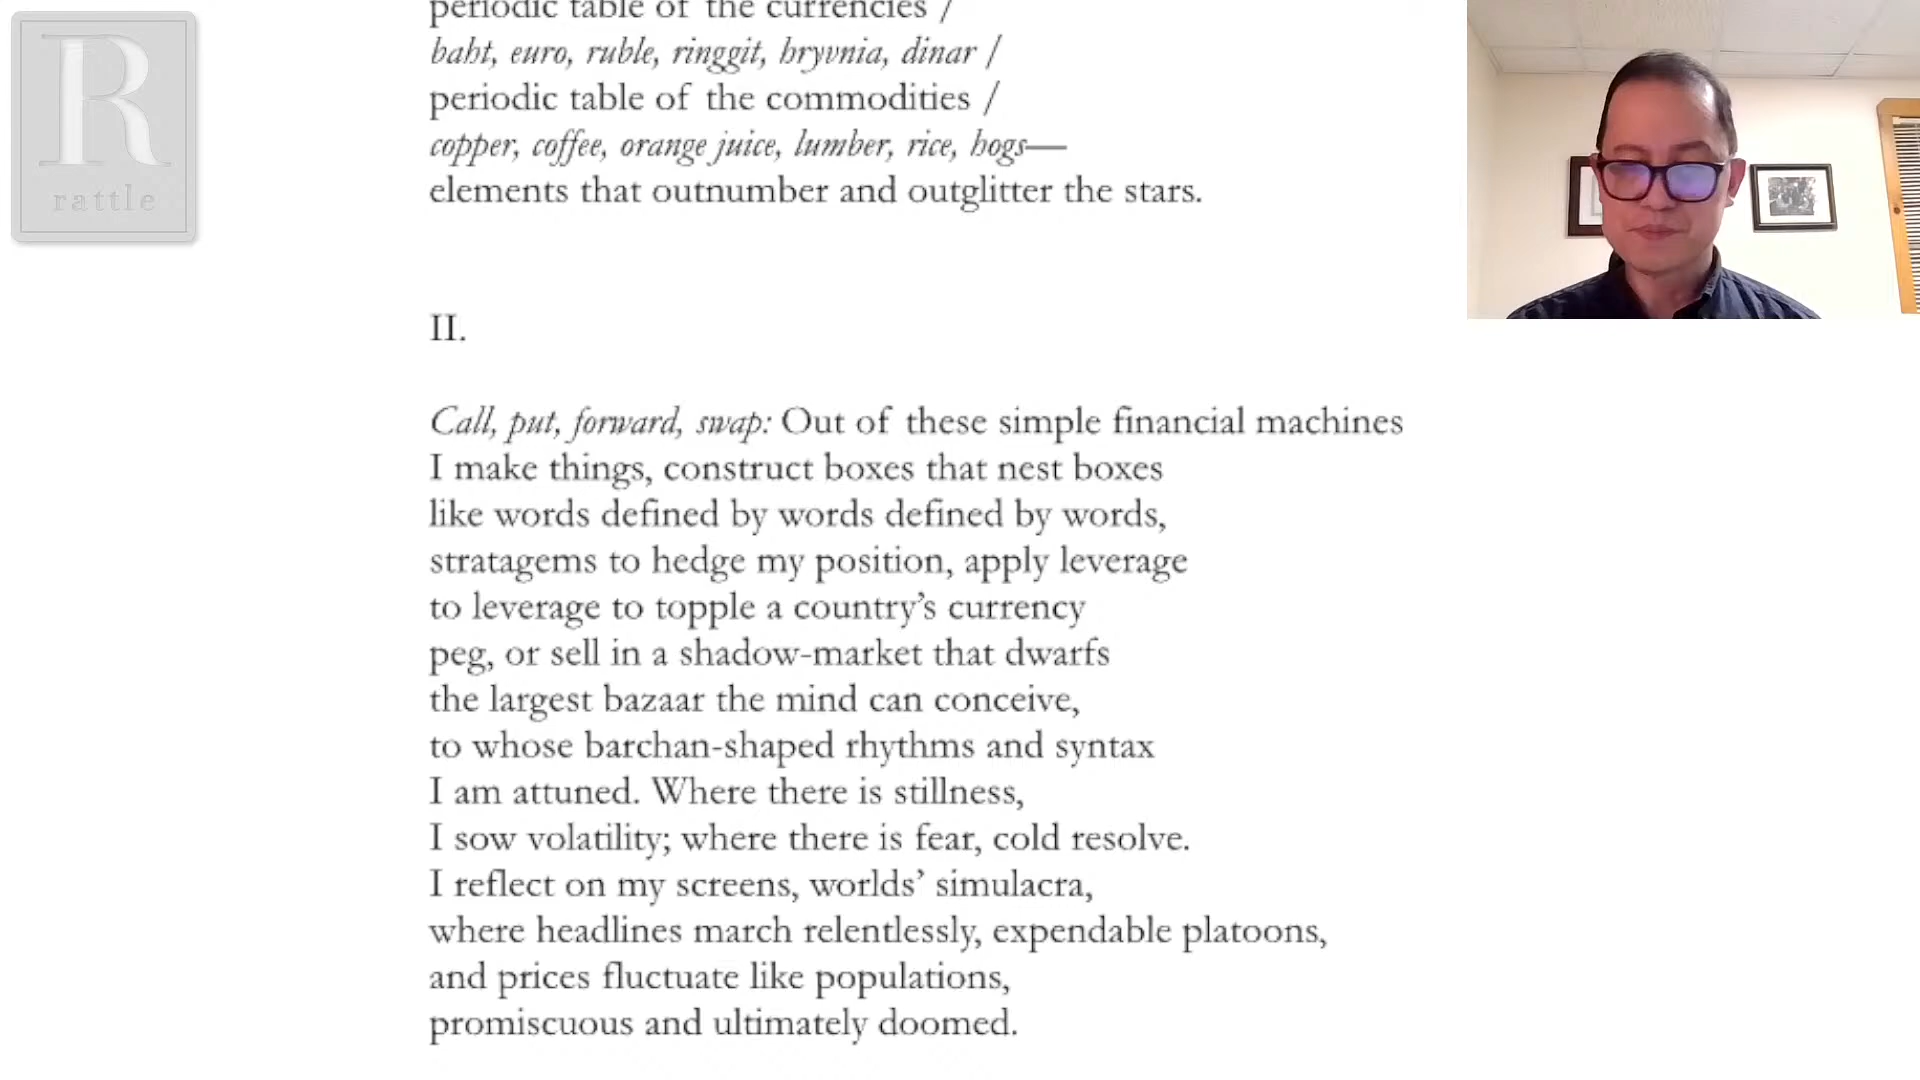 R
rattle
periodic table of the currencies /
baht, euro, ruble, ringgit, hryvnia, dinar /
periodic table of the commodities /
copper, coffee, orange juice, lumber, rice, hogs—
elements that outnumber and outglitter the stars.
II.
Call, put, forward, swap: Out of these simple financial machines
I make things, construct boxes that nest boxes
like words defined by words defined by words,
stratagems to hedge my position, apply leverage
to leverage to topple a country’s currency
peg, or sell in a shadow-market that dwarfs
the largest bazaar the mind can conceive,
to whose barchan-shaped rhythms and syntax
I am attuned. Where there is stillness,
I sow volatility; where there is fear, cold resolve.
I reflect on my screens, worlds’ simulacra,
where headlines march relentlessly, expendable platoons,
and prices fluctuate like populations,
promiscuous and ultimately doomed.